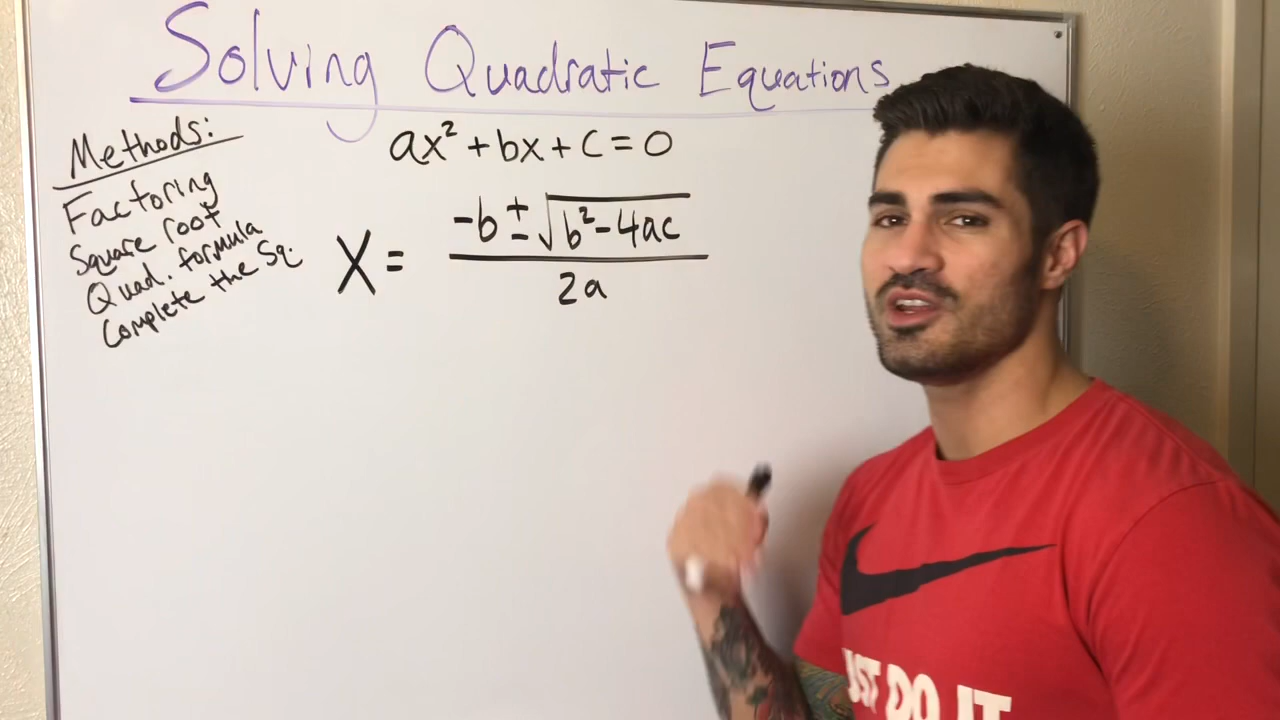 Solving Quadratic Equations
Methods:
Factoring
Square root
Quad. formula
Complete the Sq.
ax² + bx + c = 0
X = (-b ± √(b² - 4ac)) / 2a
JUST DO IT